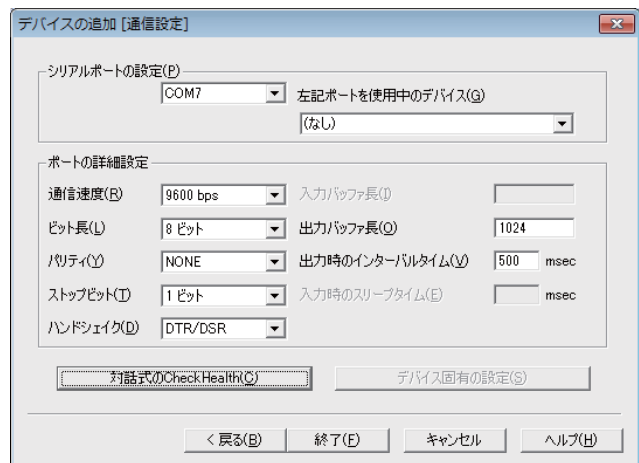 デバイスの追加 [通信設定]
シリアルポートの設定(P)
COM7
左記ポートを使用中のデバイス(G)
(なし)
ポートの詳細設定
通信速度(R) 9600 bps 入力バッファ長(I)
ビット長(L) 8 ビット 出力バッファ長(O) 1024
パリティ(Y) NONE 出力時のインターバルタイム(V) 500 msec
ストップビット(T) 1 ビット 入力時のスリープタイム(E) msec
ハンドシェイク(D) DTR/DSR
対話式のCheckHealth(C) デバイス固有の設定(S)
< 戻る(B) 終了(F) キャンセル ヘルプ(H)